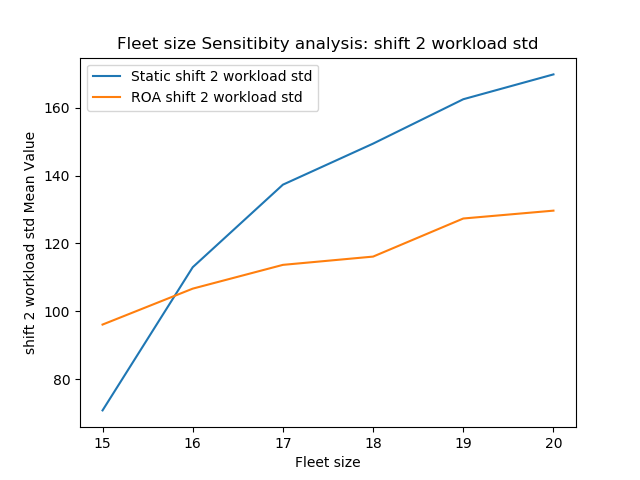 Fleet size Sensitibity analysis: shift 2 workload std
Static shift 2 workload std
ROA shift 2 workload std
shift 2 workload std Mean Value
160
140
120
100
80
15 16 17 18 19 20
Fleet size